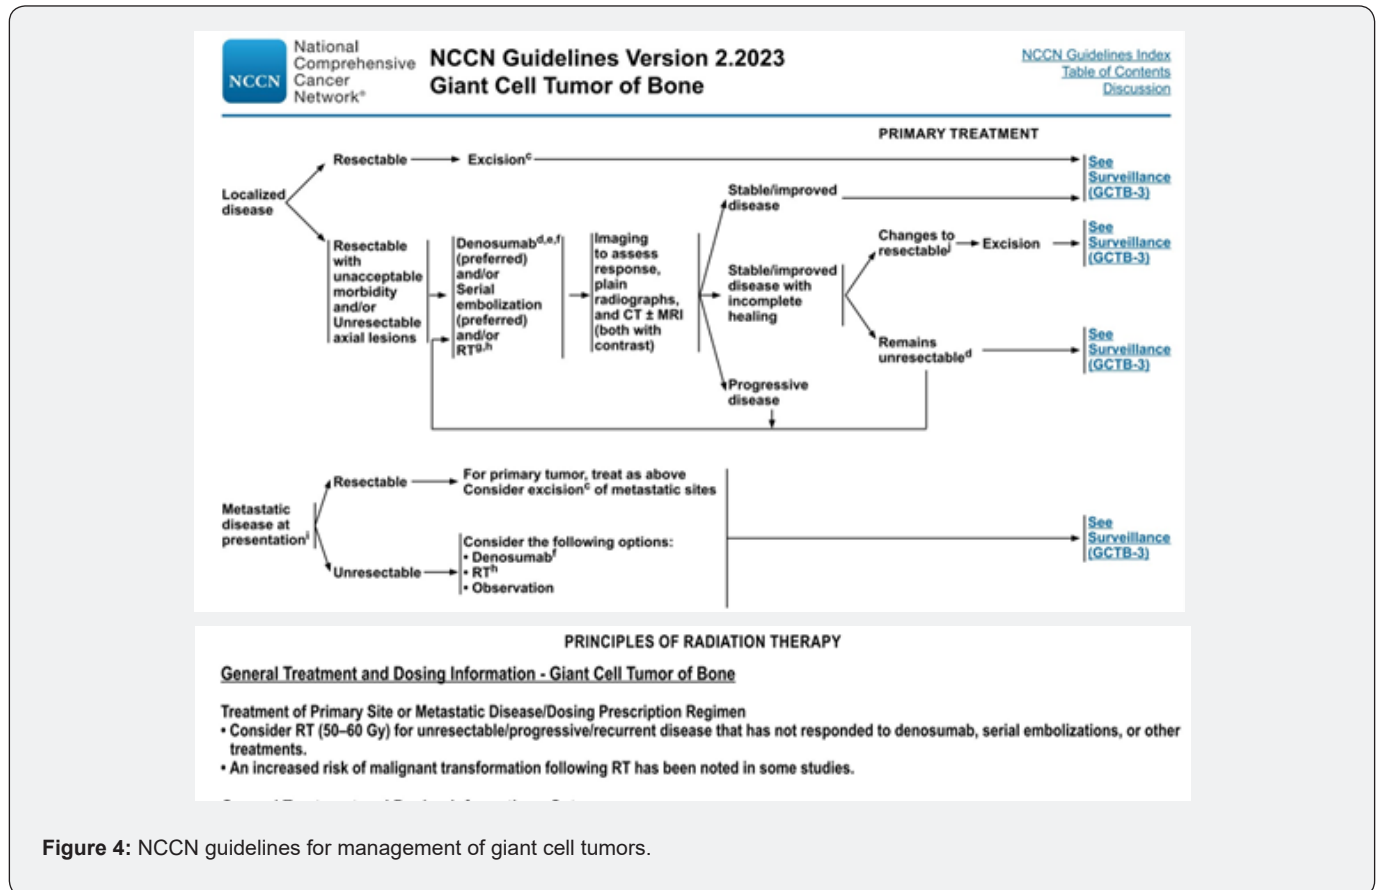 National
Comprehensive
Cancer
Network®
NCCN
NCCN Guidelines Version 2.2023
Giant Cell Tumor of Bone
NCCN Guidelines Index
Table of Contents
Discussion
PRIMARY TREATMENT
Localized
disease
Resectable
Excisionᶜ
See
Surveillance
(GCTB-3)
Resectable
with
unacceptable
morbidity
and/or
Unresectable
axial lesions
Denosumabᵈ,ᵉ,ᶠ
(preferred)
and/or
Serial
embolization
(preferred)
and/or
RTᵍ,ʰ
Imaging
to assess
response,
plain
radiographs,
and CT ± MRI
(both with
contrast)
Stable/improved
disease
Stable/improved
disease with
incomplete
healing
Progressive
disease
Changes to
resectableʲ
Excision
See
Surveillance
(GCTB-3)
Remains
unresectableᵈ
See
Surveillance
(GCTB-3)
Metastatic
disease at
presentationⁱ
Resectable
For primary tumor, treat as above
Consider excisionᶜ of metastatic sites
Unresectable
Consider the following options:
• Denosumabᶠ
• RTʰ
• Observation
See
Surveillance
(GCTB-3)
PRINCIPLES OF RADIATION THERAPY
General Treatment and Dosing Information - Giant Cell Tumor of Bone
Treatment of Primary Site or Metastatic Disease/Dosing Prescription Regimen
• Consider RT (50–60 Gy) for unresectable/progressive/recurrent disease that has not responded to denosumab, serial embolizations, or other
treatments.
• An increased risk of malignant transformation following RT has been noted in some studies.
Figure 4: NCCN guidelines for management of giant cell tumors.